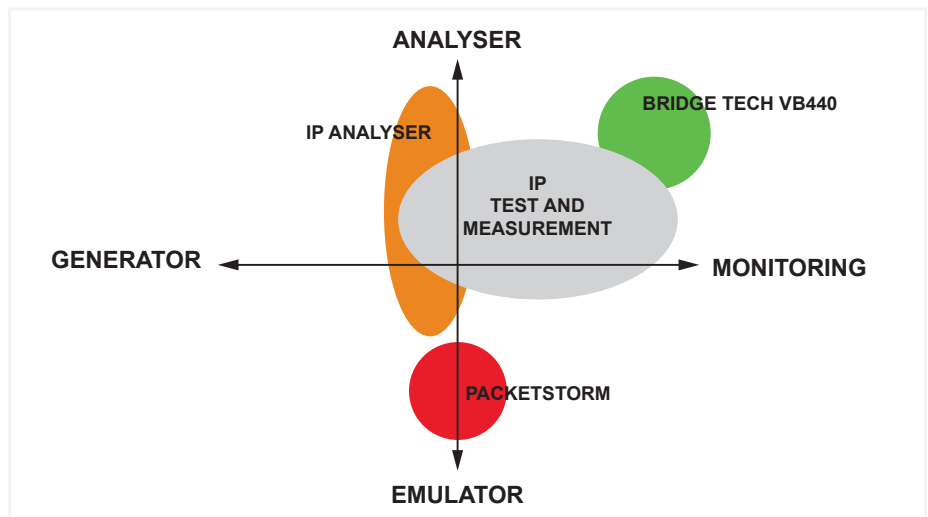 ANALYSER
BRIDGE TECH VB440
IP ANALYSER
IP
TEST AND
MEASUREMENT
GENERATOR
MONITORING
PACKETSTORM
EMULATOR